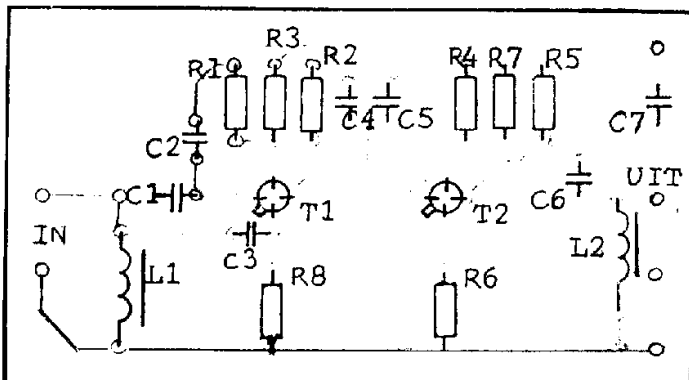 R1 R3 R2 R4 R7 R5
C2 C4 C5 C7
C1 T1 T2 C6 UIT
IN C3 L2
L1 R8 R6